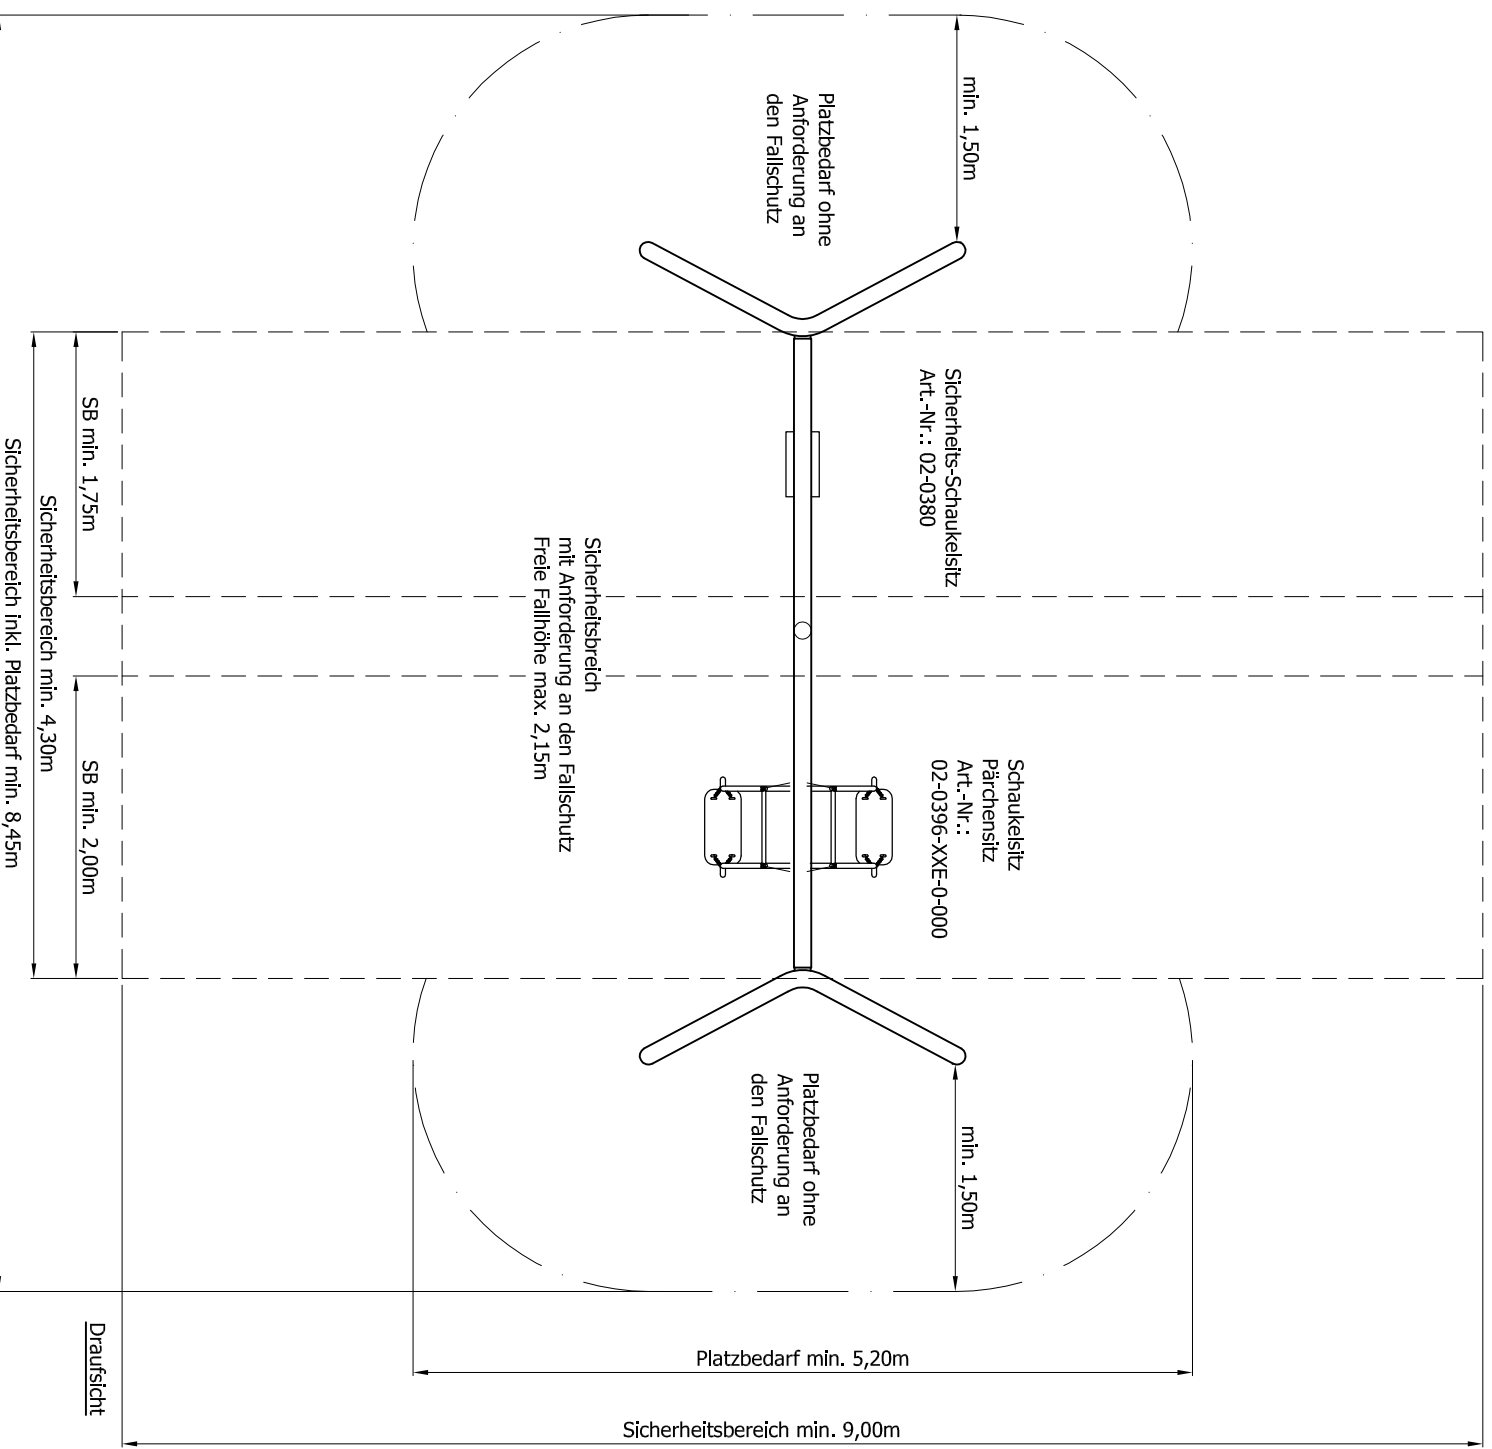 min. 1,50m
Platzbedarf ohne
Anforderung an
den Fallschutz
Sicherheits-Schaukelsitz
Art.-Nr.: 02-0380
Schaukelsitz
Pärchensitz
Art.-Nr.:
02-0396-XXE-0-000
Sicherheitsbreich
mit Anforderung an den Fallschutz
Freie Fallhöhe max. 2,15m
min. 1,50m
Platzbedarf ohne
Anforderung an
den Fallschutz
SB min. 1,75m
SB min. 2,00m
Sicherheitsbereich min. 4,30m
Sicherheitsbereich inkl. Platzbedarf min. 8,45m
Draufsicht
Platzbedarf min. 5,20m
Sicherheitsbereich min. 9,00m